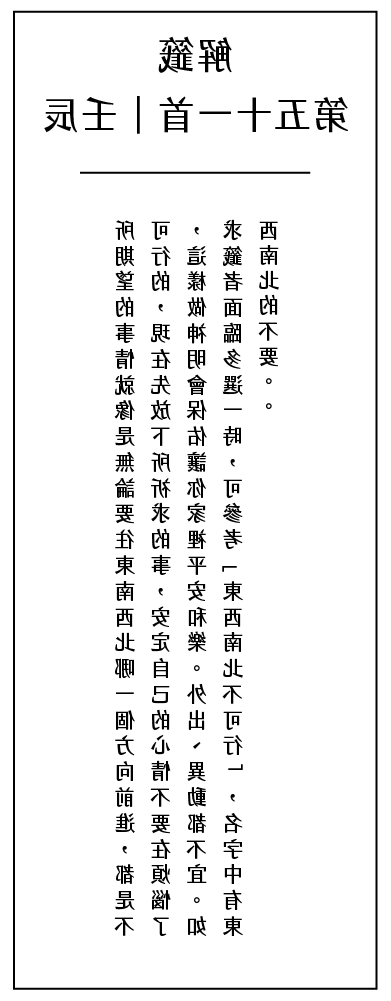 解籤
第五十一首｜壬辰
所期望的事情就像是無論要往東南西北哪一個方向前進，都是不
可行的，現在先放下所祈求的事，安定自己的心情不要在煩惱了
，這樣做神明會保佑讓你家裡平安和樂。外出、異動都不宜。如
求籤者面臨多選一時，可參考「東西南北不可行」，名字中有東
西南北的不要。。